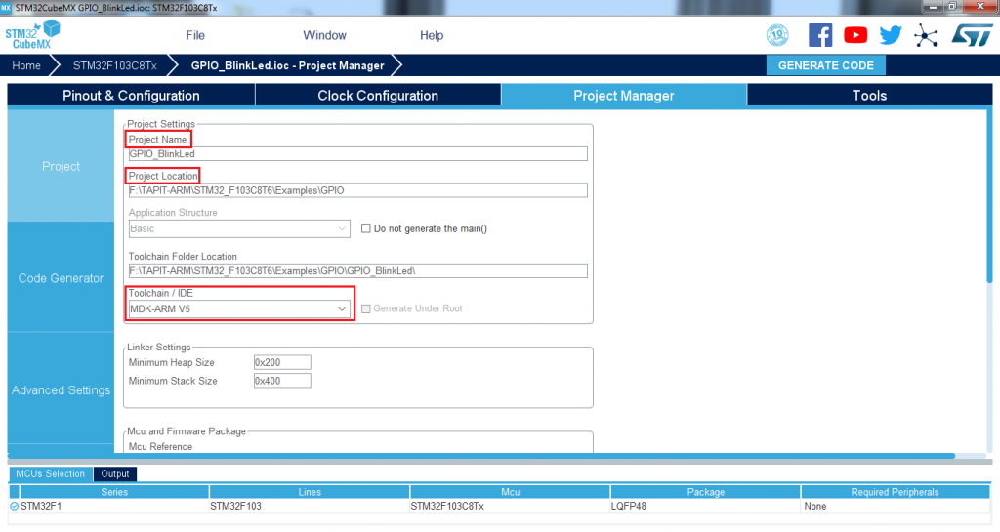 MX STM32CubeMX GPIO_BlinkLed.ioc: STM32F103C8Tx
STM32
CubeMX
File Window Help
10
ST
Home STM32F103C8Tx GPIO_BlinkLed.ioc - Project Manager GENERATE CODE
Pinout & Configuration Clock Configuration Project Manager Tools
Project
Code Generator
Advanced Settings
Project Settings
Project Name
GPIO_BlinkLed
Project Location
F:\TAPIT-ARM\STM32_F103C8T6\Examples\GPIO
Application Structure
Basic Do not generate the main()
Toolchain Folder Location
F:\TAPIT-ARM\STM32_F103C8T6\Examples\GPIO\GPIO_BlinkLed\
Toolchain / IDE
MDK-ARM V5 Generate Under Root
Linker Settings
Minimum Heap Size 0x200
Minimum Stack Size 0x400
Mcu and Firmware Package
Mcu Reference
MCUs Selection Output
Series Lines Mcu Package Required Peripherals
STM32F1 STM32F103 STM32F103C8Tx LQFP48 None